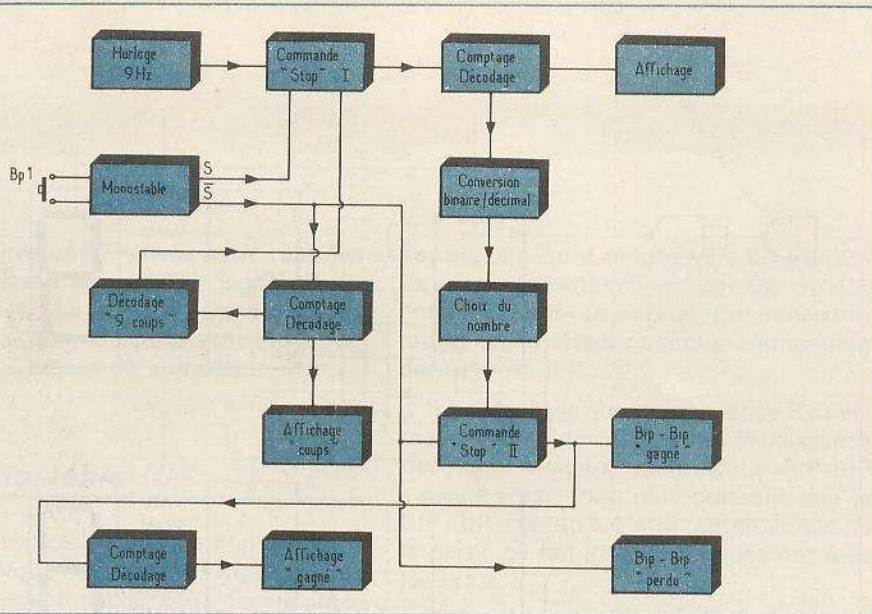 Horloge
9 Hz
Commande
"Stop" I
Comptage
Décodage
Affichage
Bp 1
Monostable
S
S̅
Conversion
binaire/décimal
Décodage
"9 coups"
Comptage
Décodage
Choix du
nombre
Affichage
"coups"
Commande
"Stop" II
Bip - Bip
"gagné"
Comptage
Décodage
Affichage
"gagné"
Bip - Bip
"perdu"